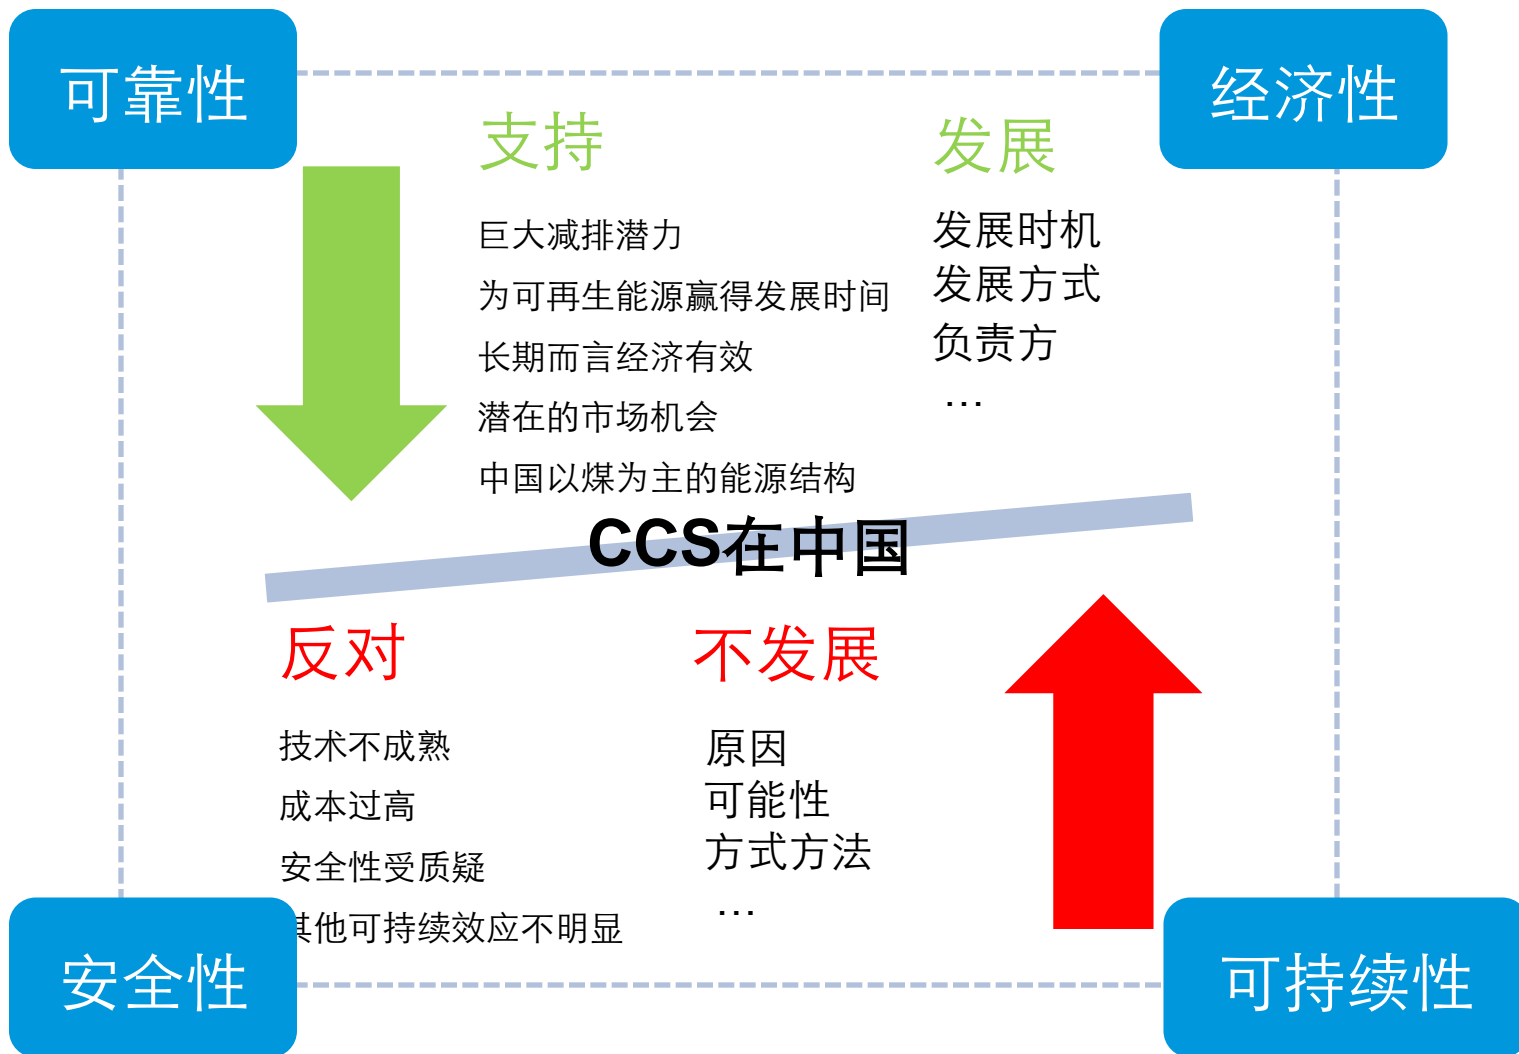 可靠性
经济性
支持
巨大减排潜力
为可再生能源赢得发展时间
长期而言经济有效
潜在的市场机会
中国以煤为主的能源结构
发展
发展时机
发展方式
负责方
…
CCS在中国
反对
技术不成熟
成本过高
安全性受质疑
其他可持续效应不明显
不发展
原因
可能性
方式方法
…
安全性
可持续性